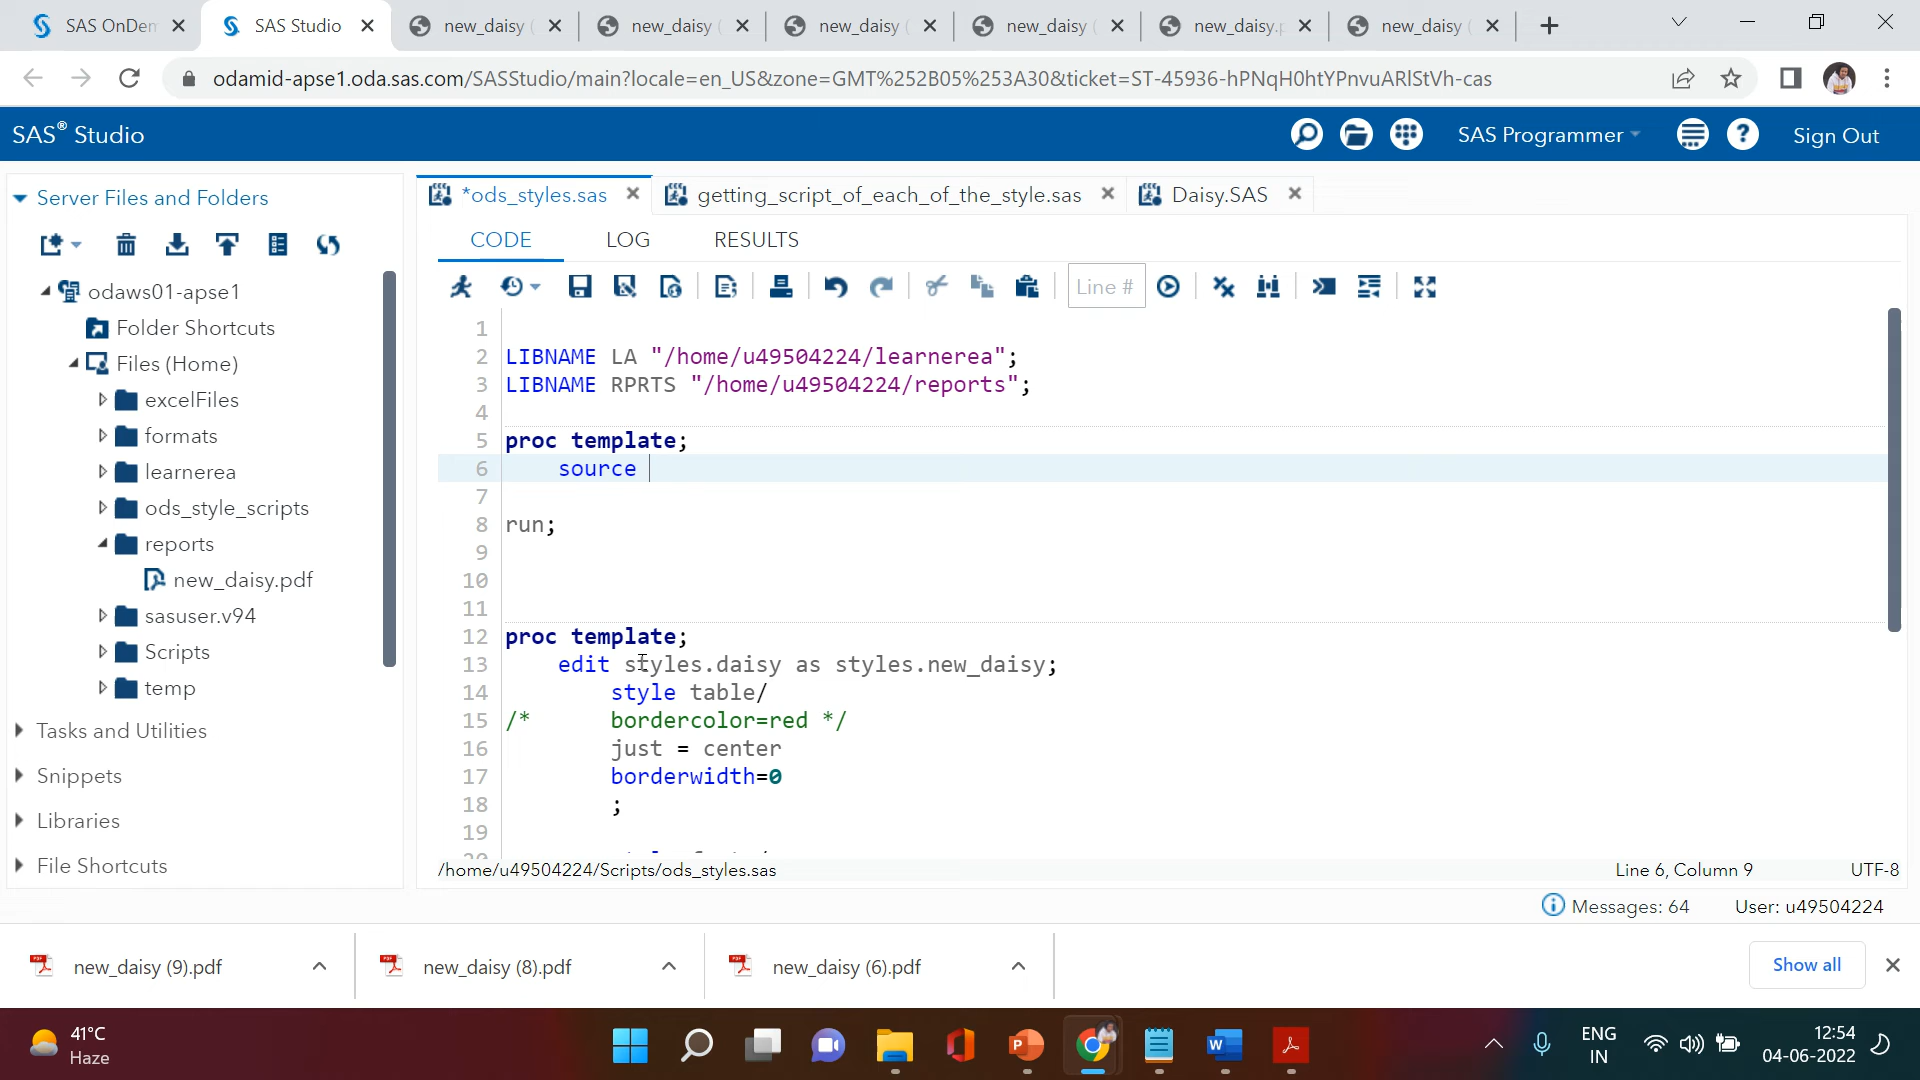 SAS OnDem
SAS Studio
new_daisy (
new_daisy (
new_daisy (
new_daisy (
new_daisy.p
new_daisy (
odamid-apse1.oda.sas.com/SASStudio/main?locale=en_US&zone=GMT%252B05%253A30&ticket=ST-45936-hPNqH0htYPnvuARlStVh-cas
SAS® Studio
SAS Programmer
Sign Out
Server Files and Folders
odaws01-apse1
Folder Shortcuts
Files (Home)
excelFiles
formats
learnerea
ods_style_scripts
reports
new_daisy.pdf
sasuser.v94
Scripts
temp
Tasks and Utilities
Snippets
Libraries
File Shortcuts
*ods_styles.sas
getting_script_of_each_of_the_style.sas
Daisy.SAS
CODE LOG RESULTS
Line #
1
2 LIBNAME LA "/home/u49504224/learnerea";
3 LIBNAME RPRTS "/home/u49504224/reports";
4
5 proc template;
6 source
7
8 run;
9
10
11
12 proc template;
13 edit styles.daisy as styles.new_daisy;
14 style table/
15 /* bordercolor=red */
16 just = center
17 borderwidth=0
18 ;
19
/home/u49504224/Scripts/ods_styles.sas
Line 6, Column 9
UTF-8
Messages: 64
User: u49504224
new_daisy (9).pdf
new_daisy (8).pdf
new_daisy (6).pdf
Show all
41°C
Haze
ENG
IN
12:54
04-06-2022